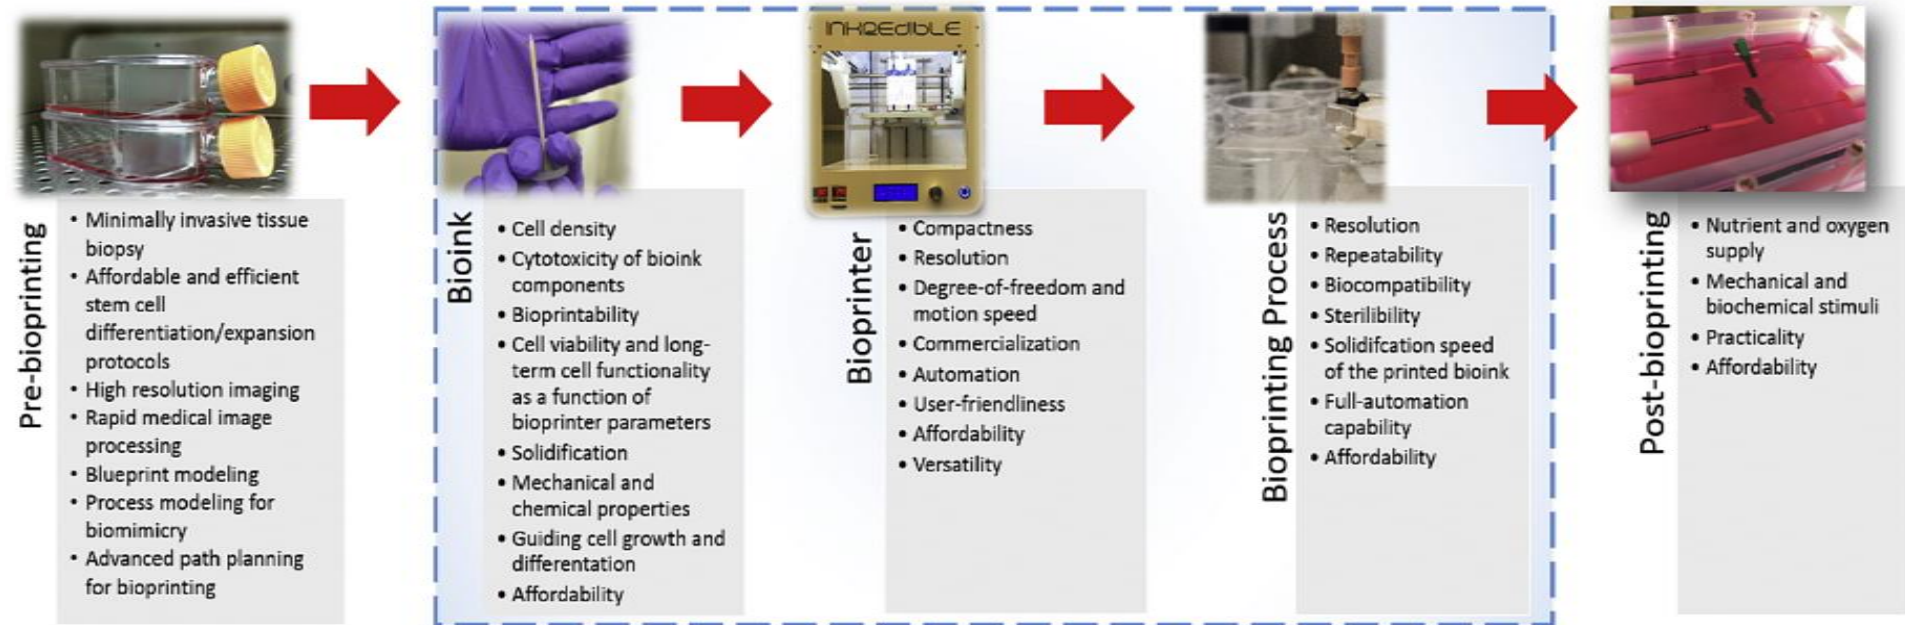 INKREDIBLE
Pre-bioprinting
• Minimally invasive tissue
biopsy
• Affordable and efficient
stem cell
differentiation/expansion
protocols
• High resolution imaging
• Rapid medical image
processing
• Blueprint modeling
• Process modeling for
biomimicry
• Advanced path planning
for bioprinting
Bioink
• Cell density
• Cytotoxicity of bioink
components
• Bioprintability
• Cell viability and long-
term cell functionality
as a function of
bioprinter parameters
• Solidification
• Mechanical and
chemical properties
• Guiding cell growth and
differentation
• Affordability
Bioprinter
• Compactness
• Resolution
• Degree-of-freedom and
motion speed
• Commercialization
• Automation
• User-friendliness
• Affordability
• Versatility
Bioprinting Process
• Resolution
• Repeatability
• Biocompatibility
• Sterilibility
• Solidifcation speed
of the printed bioink
• Full-automation
capability
• Affordability
Post-bioprinting
• Nutrient and oxygen
supply
• Mechanical and
biochemical stimuli
• Practicality
• Affordability